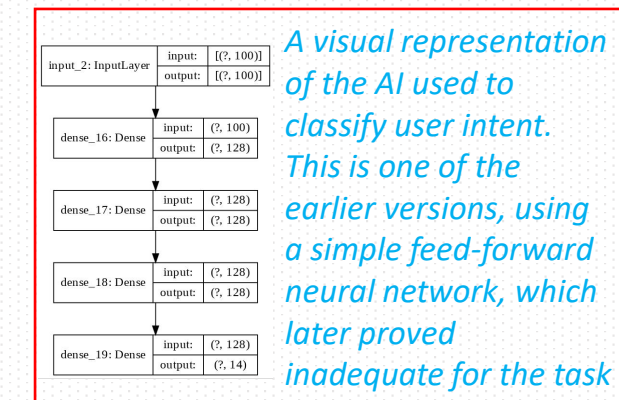 input_2: InputLayer input: [(?, 100)]
output: [(?, 100)]
dense_16: Dense input: (?, 100)
output: (?, 128)
dense_17: Dense input: (?, 128)
output: (?, 128)
dense_18: Dense input: (?, 128)
output: (?, 128)
dense_19: Dense input: (?, 128)
output: (?, 14)
A visual representation
of the AI used to
classify user intent.
This is one of the
earlier versions, using
a simple feed-forward
neural network, which
later proved
inadequate for the task